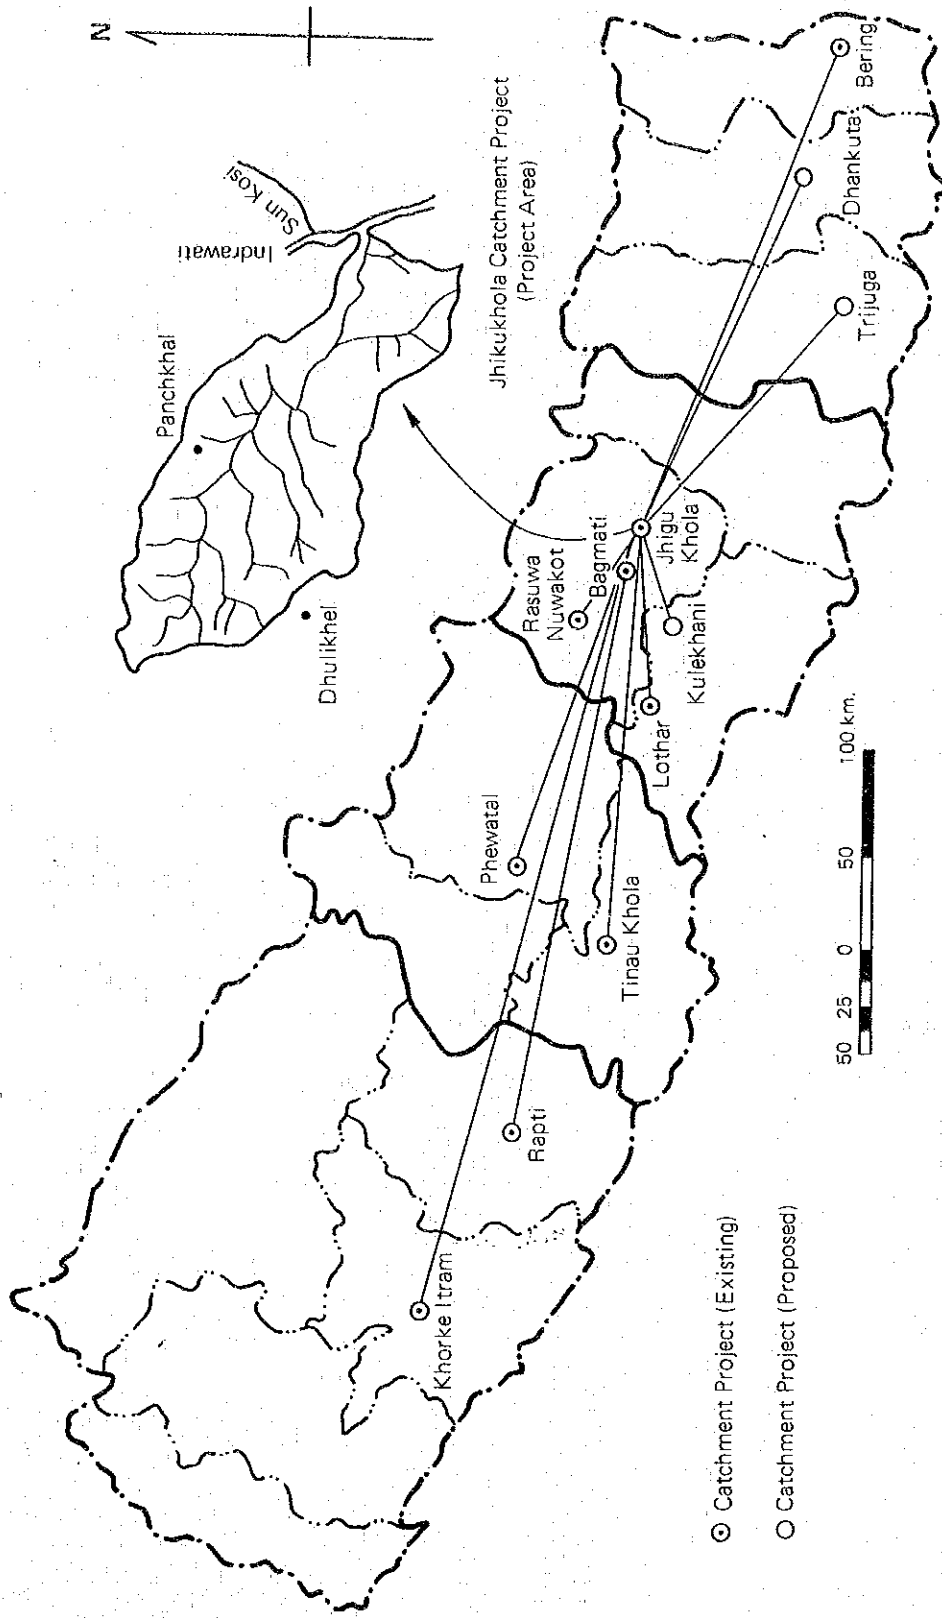 N
Sun Kosi
Indrawati
Panchkhal
Dhulikhel
Jhikukhola Catchment Project
(Project Area)
Rasuwa
Nuwakot
Bagmati
Jhigu
Khola
Kulekhani
Lothar
Phewatal
Tinau Khola
Rapti
Khorke Itram
Trijuga
Dhankuta
Bering
50 25 0 50 100 km.
Catchment Project (Existing)
Catchment Project (Proposed)